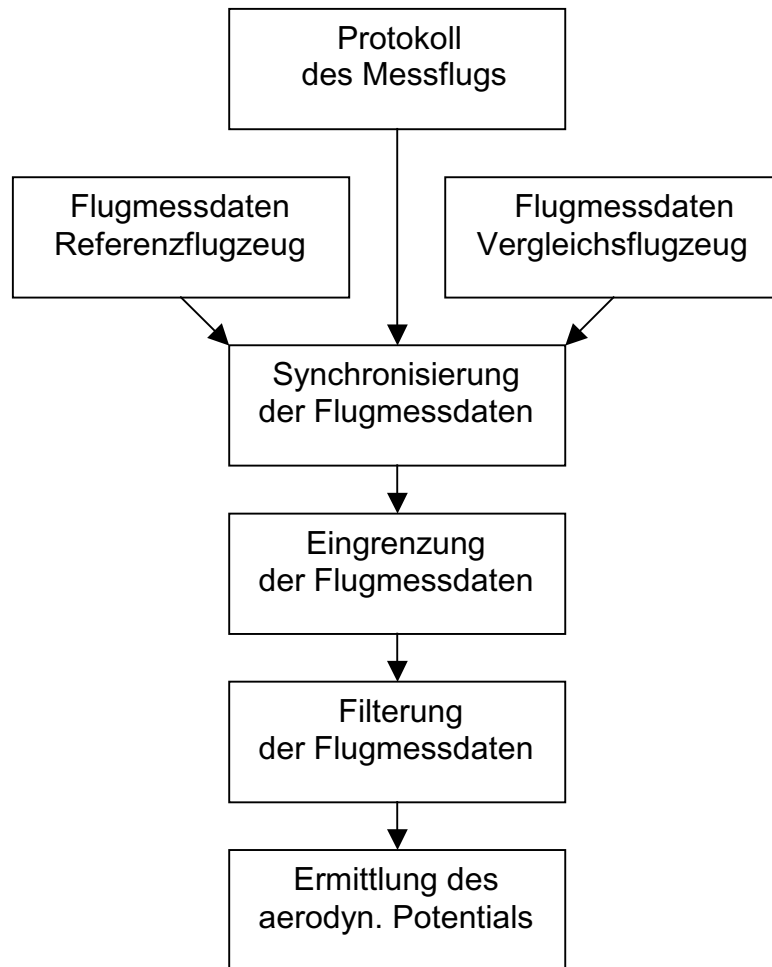 Protokoll
des Messflugs
Flugmessdaten
Referenzflugzeug
Flugmessdaten
Vergleichsflugzeug
Synchronisierung
der Flugmessdaten
Eingrenzung
der Flugmessdaten
Filterung
der Flugmessdaten
Ermittlung des
aerodyn. Potentials